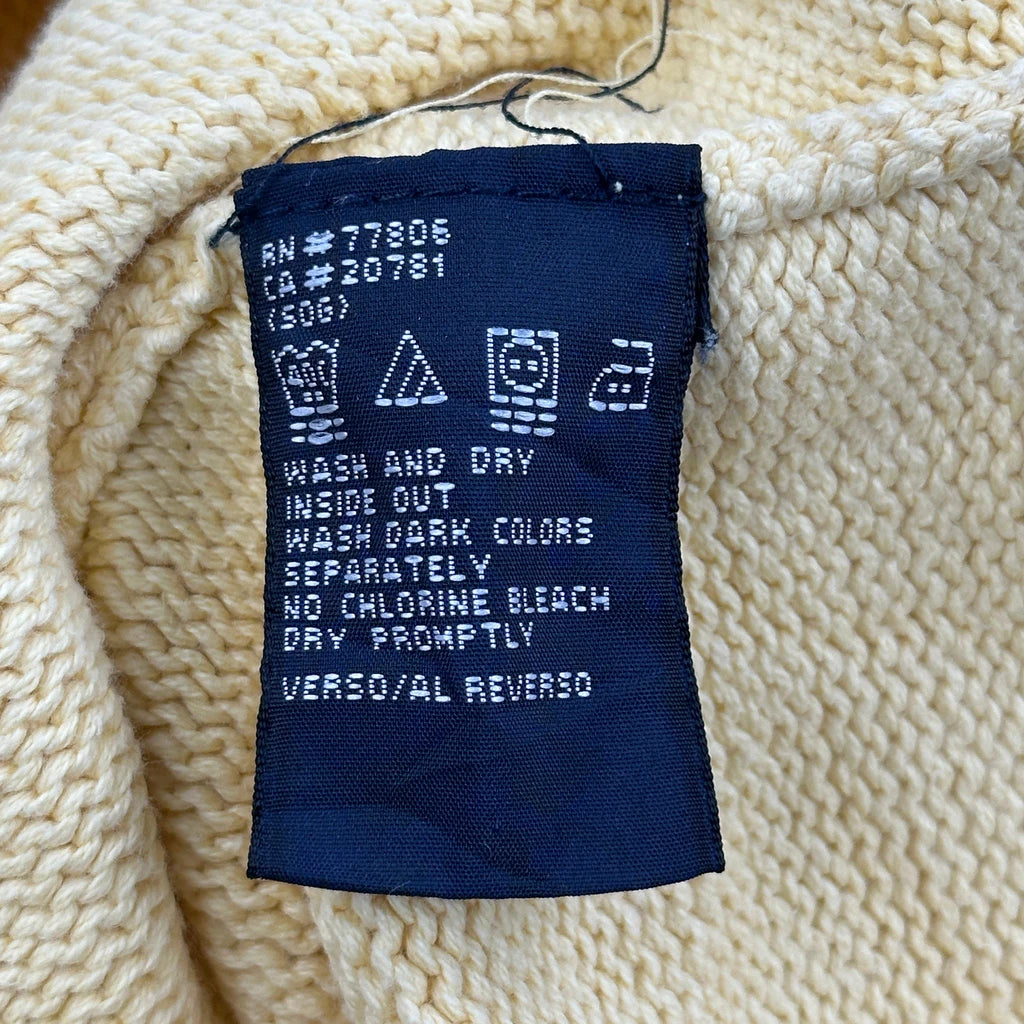 RN #77806
CA #20781
(SOG)
WASH AND DRY
INSIDE OUT
WASH DARK COLORS
SEPARATELY
NO CHLORINE BLEACH
DRY PROMPTLY
VERSO/AL REVERSO